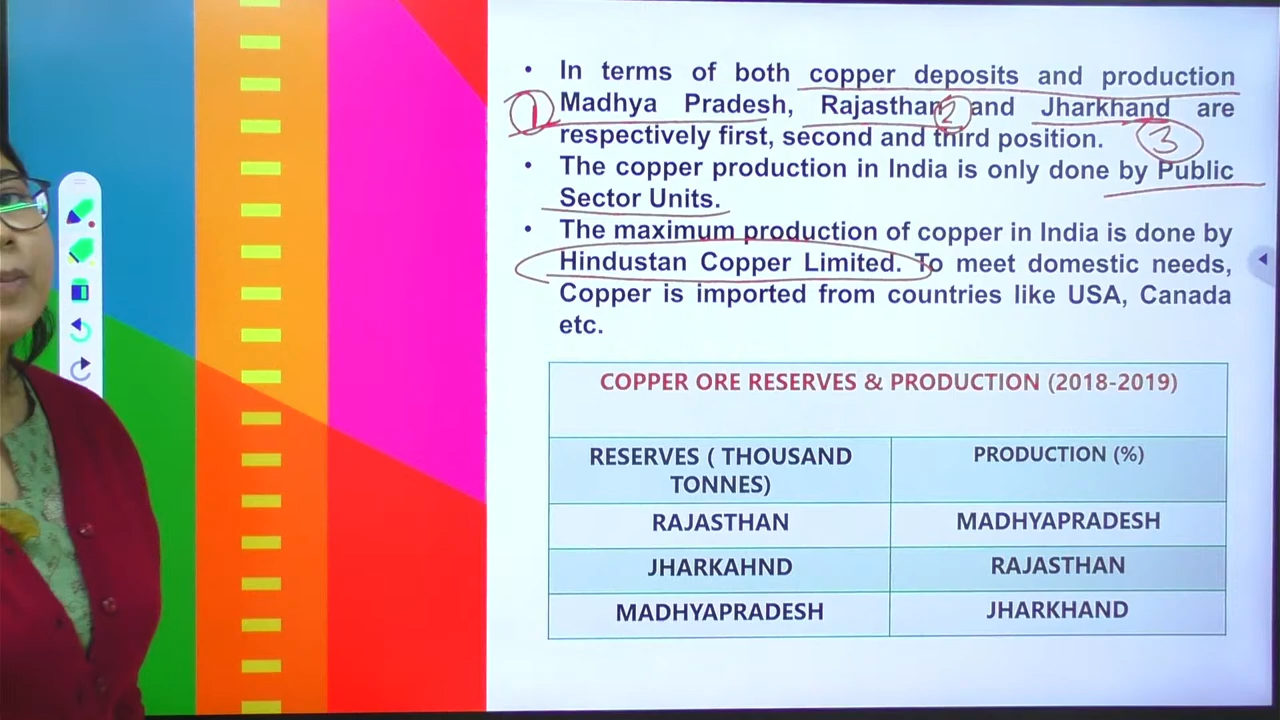 • In terms of both copper deposits and production
1 Madhya Pradesh, Rajasthan 2 and Jharkhand are
respectively first, second and third position. 3
• The copper production in India is only done by Public
Sector Units.
• The maximum production of copper in India is done by
Hindustan Copper Limited. To meet domestic needs,
Copper is imported from countries like USA, Canada
etc.
COPPER ORE RESERVES & PRODUCTION (2018-2019)
RESERVES ( THOUSAND
TONNES)
PRODUCTION (%)
RAJASTHAN
MADHYAPRADESH
JHARKAHND
RAJASTHAN
MADHYAPRADESH
JHARKHAND